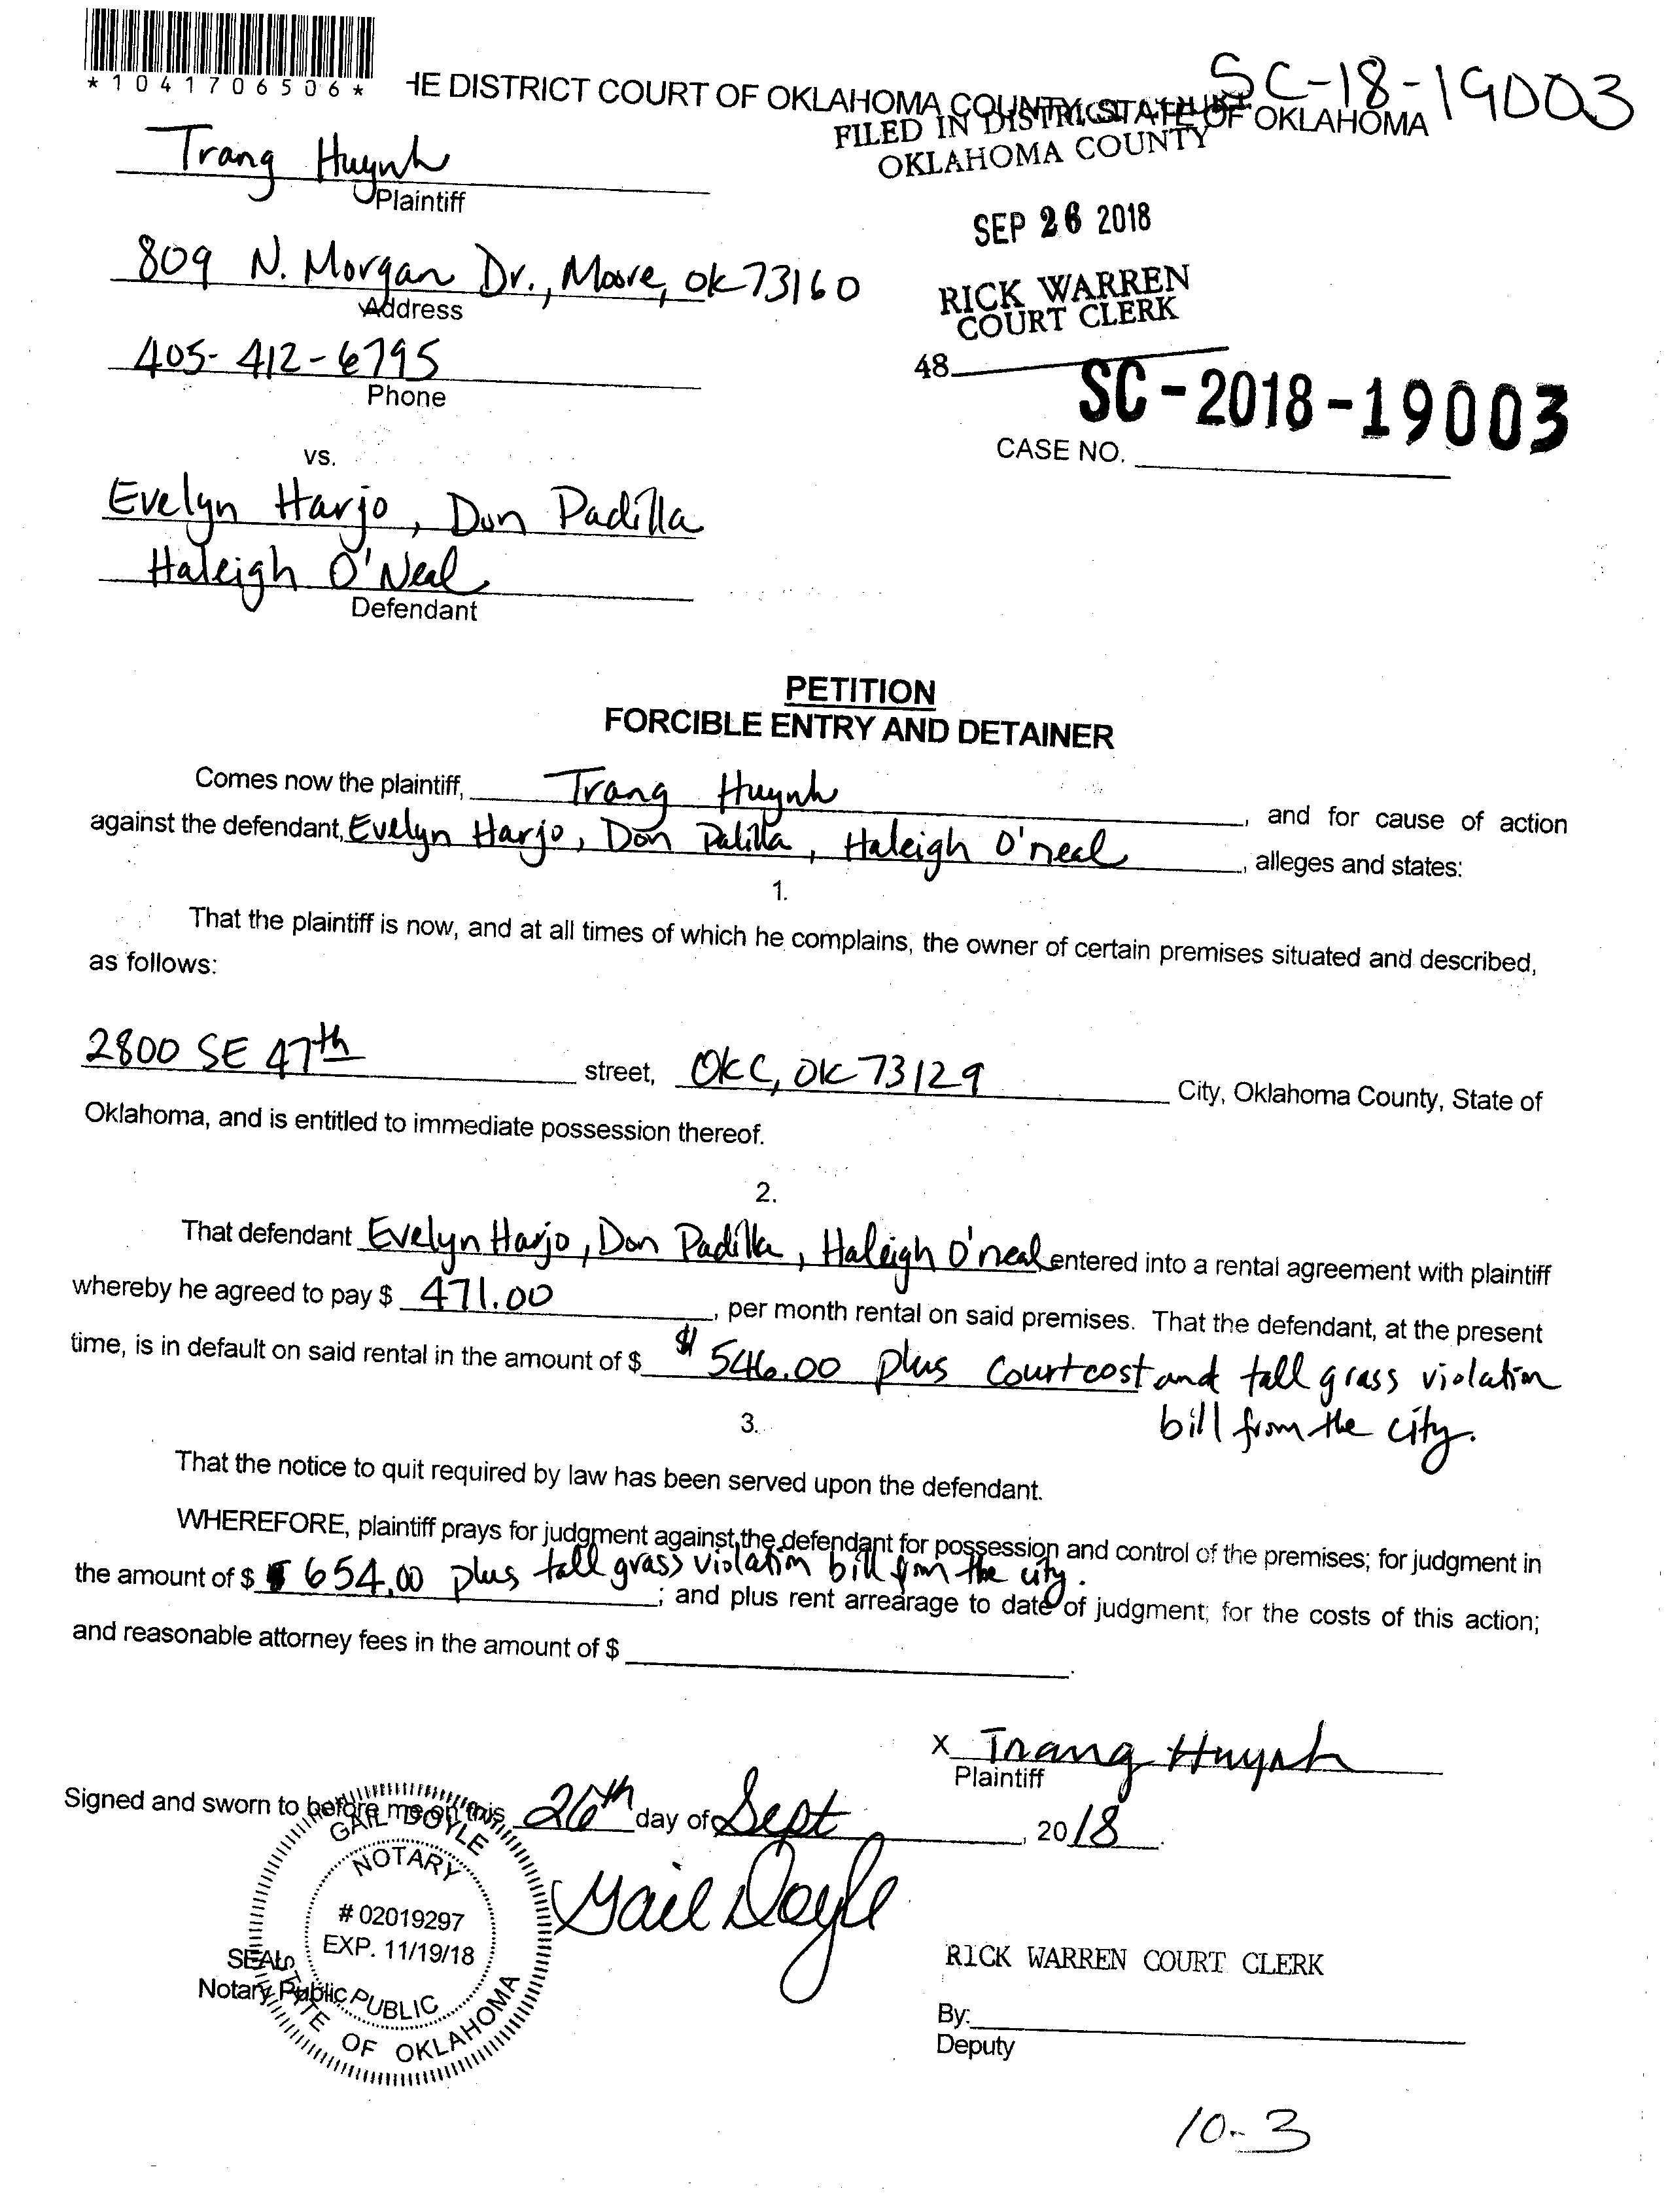 *1041706506*
HE DISTRICT COURT OF OKLAHOMA COUNTY, STATE OF OKLAHOMA
SC-18-19003
FILED IN DISTRICT COURT
OKLAHOMA COUNTY
Trang Huynh
Plaintiff
SEP 26 2018
809 N. Morgan Dr., Moore, OK 73160
Address
RICK WARREN
COURT CLERK
405-412-6795
Phone
48
SC-2018-19003
CASE NO.
vs.
Evelyn Harjo, Don Padilla
Haleigh O'Neal
Defendant
PETITION
FORCIBLE ENTRY AND DETAINER
Comes now the plaintiff, Trang Huynh, and for cause of action
against the defendant, Evelyn Harjo, Don Palilla, Haleigh O'neal, alleges and states:
1.
That the plaintiff is now, and at all times of which he complains, the owner of certain premises situated and described,
as follows:
2800 SE 47th street, OKC, OK 73129 City, Oklahoma County, State of
Oklahoma, and is entitled to immediate possession thereof.
2.
That defendant Evelyn Harjo, Don Padilla, Haleigh O'neal entered into a rental agreement with plaintiff
whereby he agreed to pay $ 471.00, per month rental on said premises. That the defendant, at the present
time, is in default on said rental in the amount of $ $546.00 plus Court cost and tall grass violation
bill from the city.
3.
That the notice to quit required by law has been served upon the defendant.
WHEREFORE, plaintiff prays for judgment against the defendant for possession and control of the premises; for judgment in
the amount of $ $654.00 plus tall grass violation bill from the city.; and plus rent arrearage to date of judgment; for the costs of this action;
and reasonable attorney fees in the amount of $ .
X Trang Huynh
Plaintiff
Signed and sworn to before me on this 26th day of Sept, 2018.
GAIL DOYLE
NOTARY
# 02019297
EXP. 11/19/18
PUBLIC
STATE OF OKLAHOMA
Gail Doyle
SEAL
Notary Public
RICK WARREN COURT CLERK
By:
Deputy
10-3